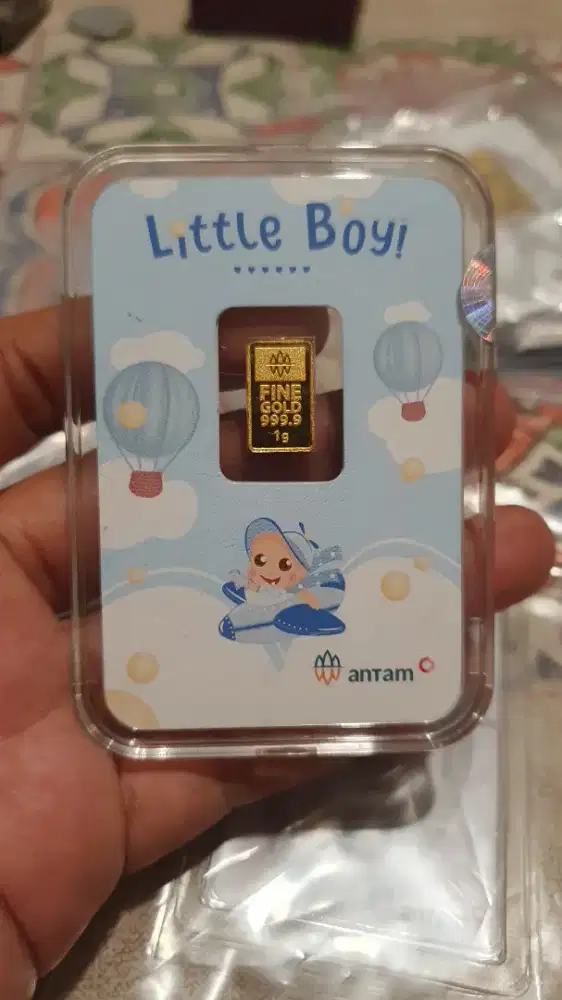 Little Boy!
FINE
GOLD
999.9
1g
antam